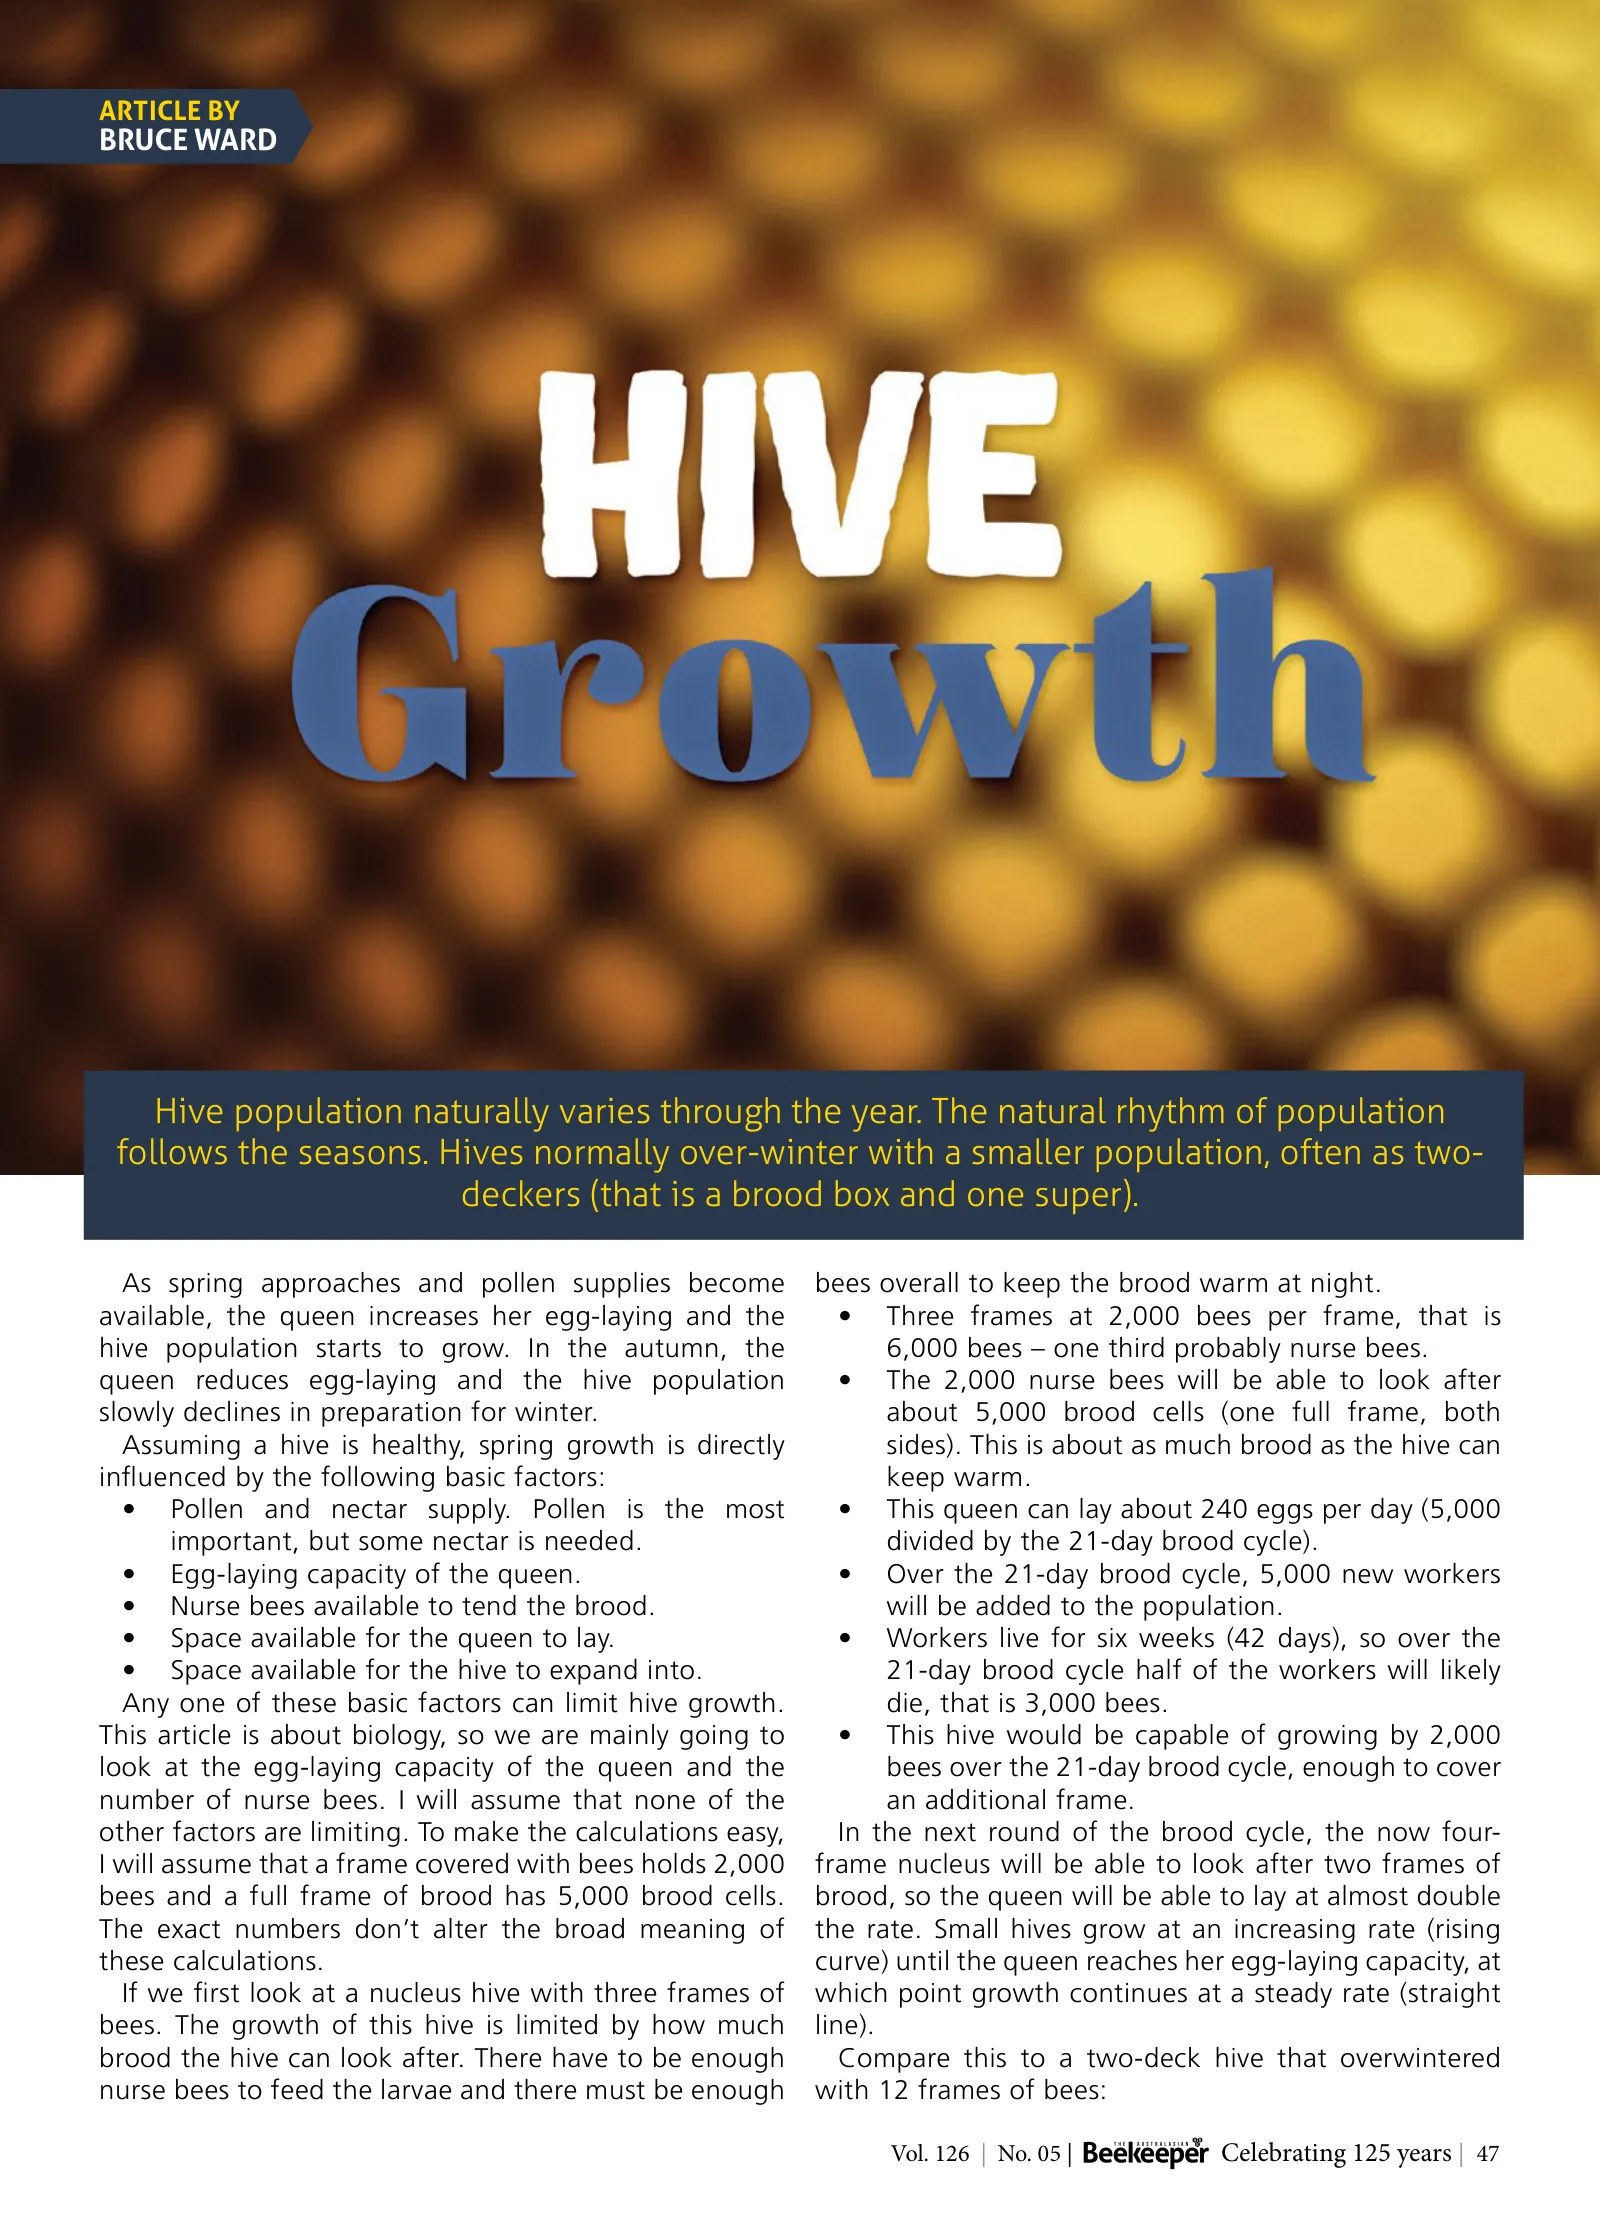 ARTICLE BY
BRUCE WARD
HIVE
Growth
Hive population naturally varies through the year. The natural rhythm of population
follows the seasons. Hives normally over-winter with a smaller population, often as two-
deckers (that is a brood box and one super).
As spring approaches and pollen supplies become
available, the queen increases her egg-laying and the
hive population starts to grow. In the autumn, the
queen reduces egg-laying and the hive population
slowly declines in preparation for winter.
Assuming a hive is healthy, spring growth is directly
influenced by the following basic factors:
• Pollen and nectar supply. Pollen is the most
important, but some nectar is needed.
• Egg-laying capacity of the queen.
• Nurse bees available to tend the brood.
• Space available for the queen to lay.
• Space available for the hive to expand into.
Any one of these basic factors can limit hive growth.
This article is about biology, so we are mainly going to
look at the egg-laying capacity of the queen and the
number of nurse bees. I will assume that none of the
other factors are limiting. To make the calculations easy,
I will assume that a frame covered with bees holds 2,000
bees and a full frame of brood has 5,000 brood cells.
The exact numbers don't alter the broad meaning of
these calculations.
If we first look at a nucleus hive with three frames of
bees. The growth of this hive is limited by how much
brood the hive can look after. There have to be enough
nurse bees to feed the larvae and there must be enough
bees overall to keep the brood warm at night.
• Three frames at 2,000 bees per frame, that is
6,000 bees – one third probably nurse bees.
• The 2,000 nurse bees will be able to look after
about 5,000 brood cells (one full frame, both
sides). This is about as much brood as the hive can
keep warm.
• This queen can lay about 240 eggs per day (5,000
divided by the 21-day brood cycle).
• Over the 21-day brood cycle, 5,000 new workers
will be added to the population.
• Workers live for six weeks (42 days), so over the
21-day brood cycle half of the workers will likely
die, that is 3,000 bees.
• This hive would be capable of growing by 2,000
bees over the 21-day brood cycle, enough to cover
an additional frame.
In the next round of the brood cycle, the now four-
frame nucleus will be able to look after two frames of
brood, so the queen will be able to lay at almost double
the rate. Small hives grow at an increasing rate (rising
curve) until the queen reaches her egg-laying capacity, at
which point growth continues at a steady rate (straight
line).
Compare this to a two-deck hive that overwintered
with 12 frames of bees:
Vol. 126 | No. 05 | THE AUSTRALASIAN Beekeeper Celebrating 125 years | 47